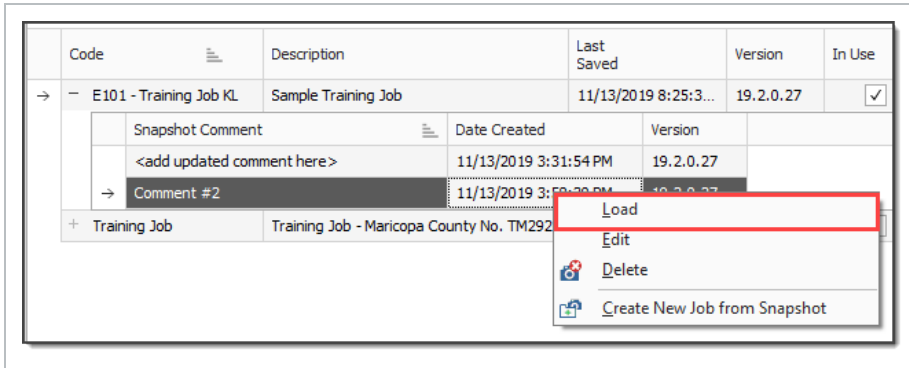 Code Description Last Saved Version In Use
E101 - Training Job KL Sample Training Job 11/13/2019 8:25:3... 19.2.0.27
Snapshot Comment Date Created Version
<add updated comment here> 11/13/2019 3:31:54 PM 19.2.0.27
Comment #2 11/13/2019
Load
Training Job Training Job - Maricopa County No. TM292
Edit
Delete
Create New Job from Snapshot